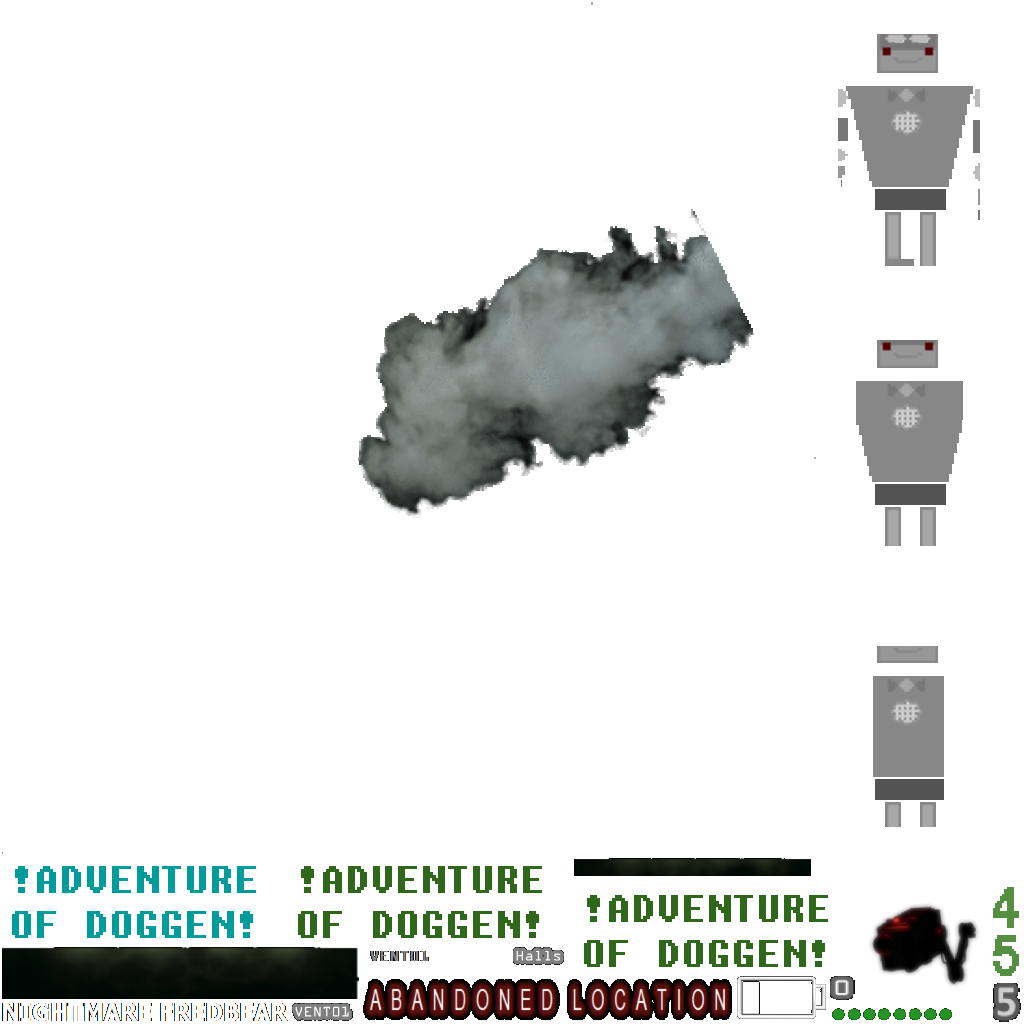 !ADVENTURE
OF DOGGEN!
!ADVENTURE
OF DOGGEN!
!ADVENTURE
OF DOGGEN!
4
5
5
VENT01
Halls
0
NIGHTMARE FREDBEAR
VENT01
ABANDONED LOCATION